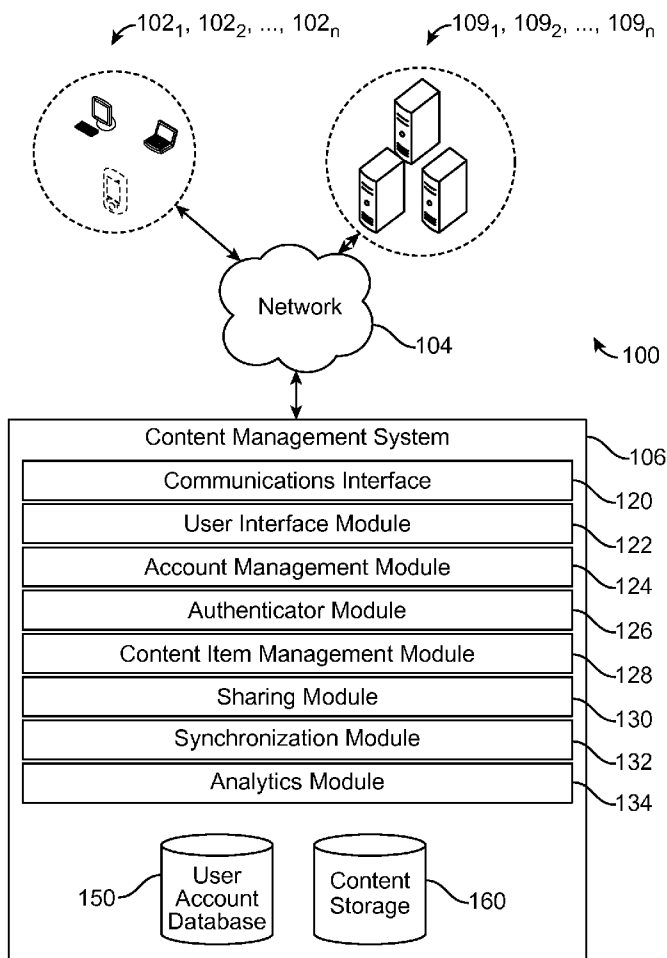 102₁, 102₂, ..., 102ₙ
109₁, 109₂, ..., 109ₙ
Network
104
100
Content Management System
106
Communications Interface
120
User Interface Module
122
Account Management Module
124
Authenticator Module
126
Content Item Management Module
128
Sharing Module
130
Synchronization Module
132
Analytics Module
134
150
User
Account
Database
Content
Storage
160